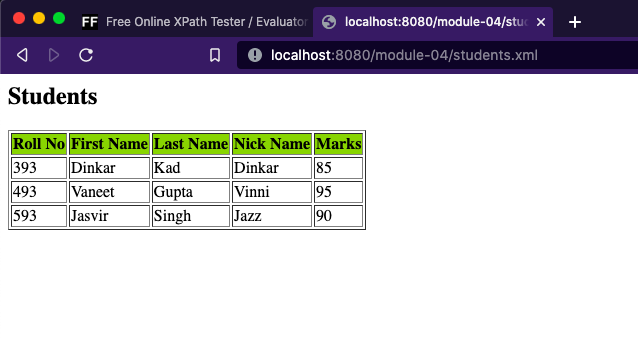 FF Free Online XPath Tester / Evaluator localhost:8080/module-04/stu
localhost:8080/module-04/students.xml
Students
Roll No First Name Last Name Nick Name Marks
393 Dinkar Kad Dinkar 85
493 Vaneet Gupta Vinni 95
593 Jasvir Singh Jazz 90